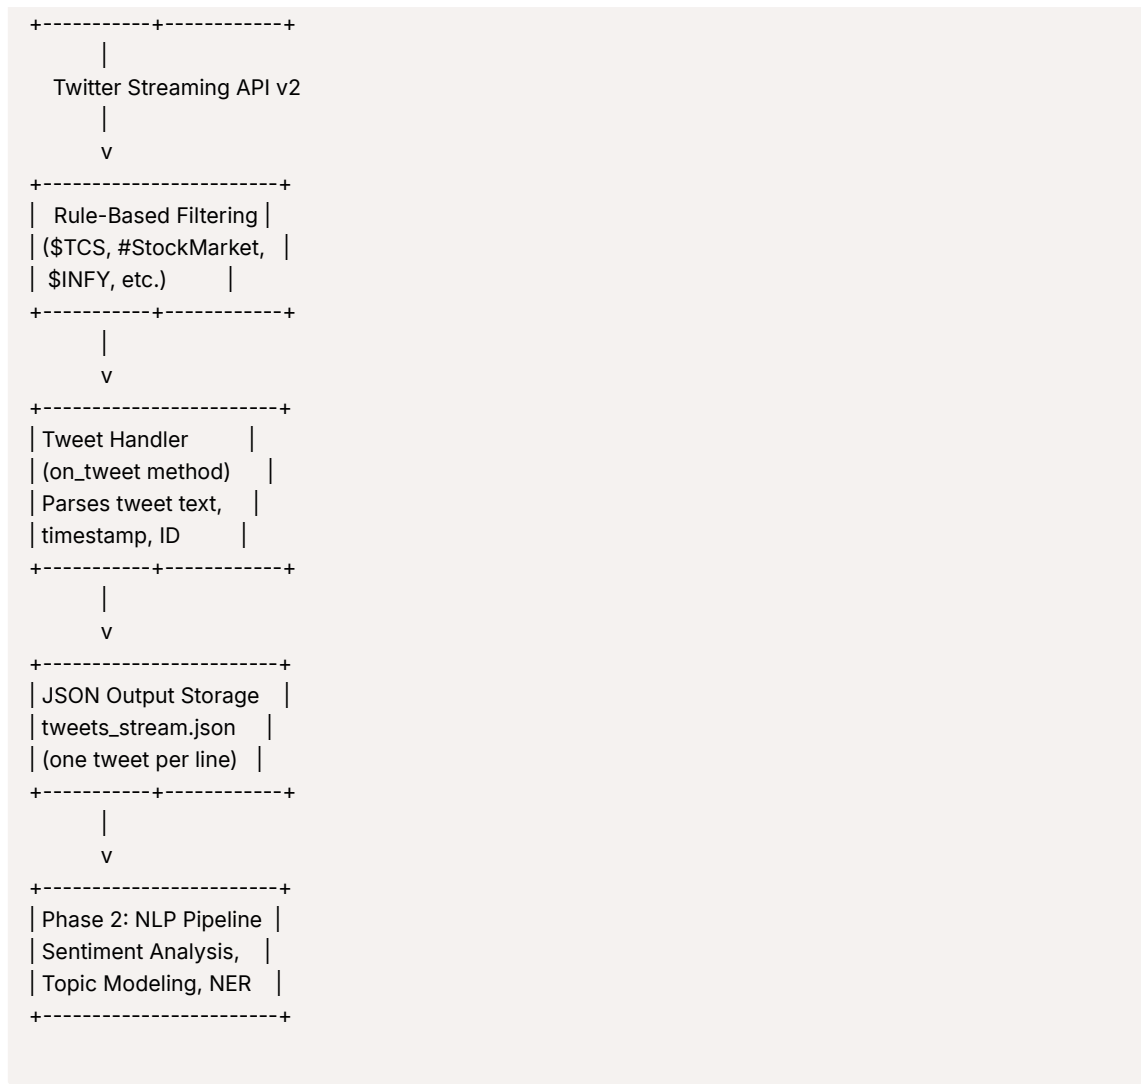 +-----------+------------+
|
Twitter Streaming API v2
|
v
+------------------------+
|   Rule-Based Filtering |
| ($TCS, #StockMarket,   |
|  $INFY, etc.)          |
+-----------+------------+
|
v
+------------------------+
| Tweet Handler          |
| (on_tweet method)      |
| Parses tweet text,     |
| timestamp, ID          |
+-----------+------------+
|
v
+------------------------+
| JSON Output Storage    |
| tweets_stream.json     |
| (one tweet per line)   |
+-----------+------------+
|
v
+------------------------+
| Phase 2: NLP Pipeline  |
| Sentiment Analysis,    |
| Topic Modeling, NER    |
+------------------------+